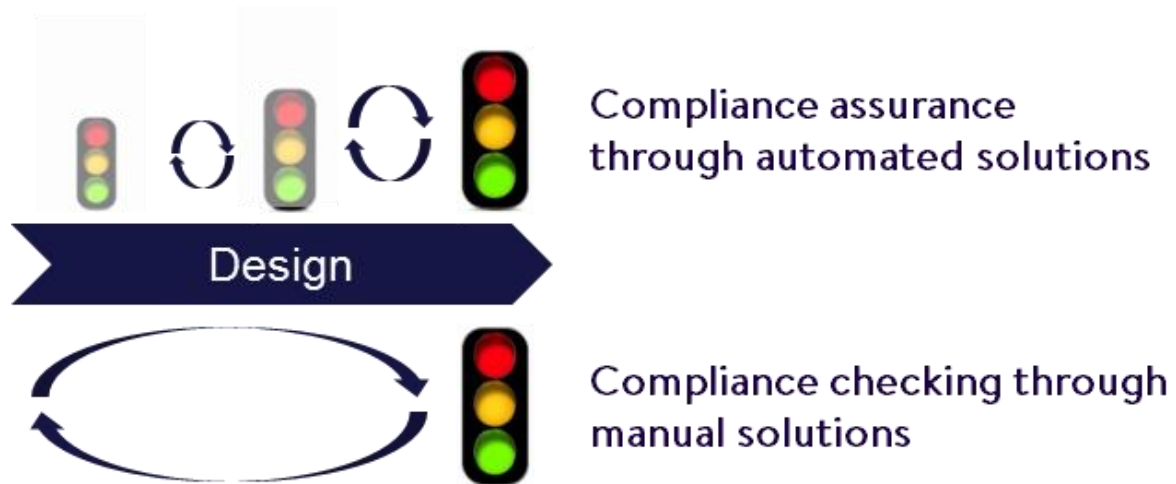 Compliance assurance
through automated solutions
Design
Compliance checking through
manual solutions